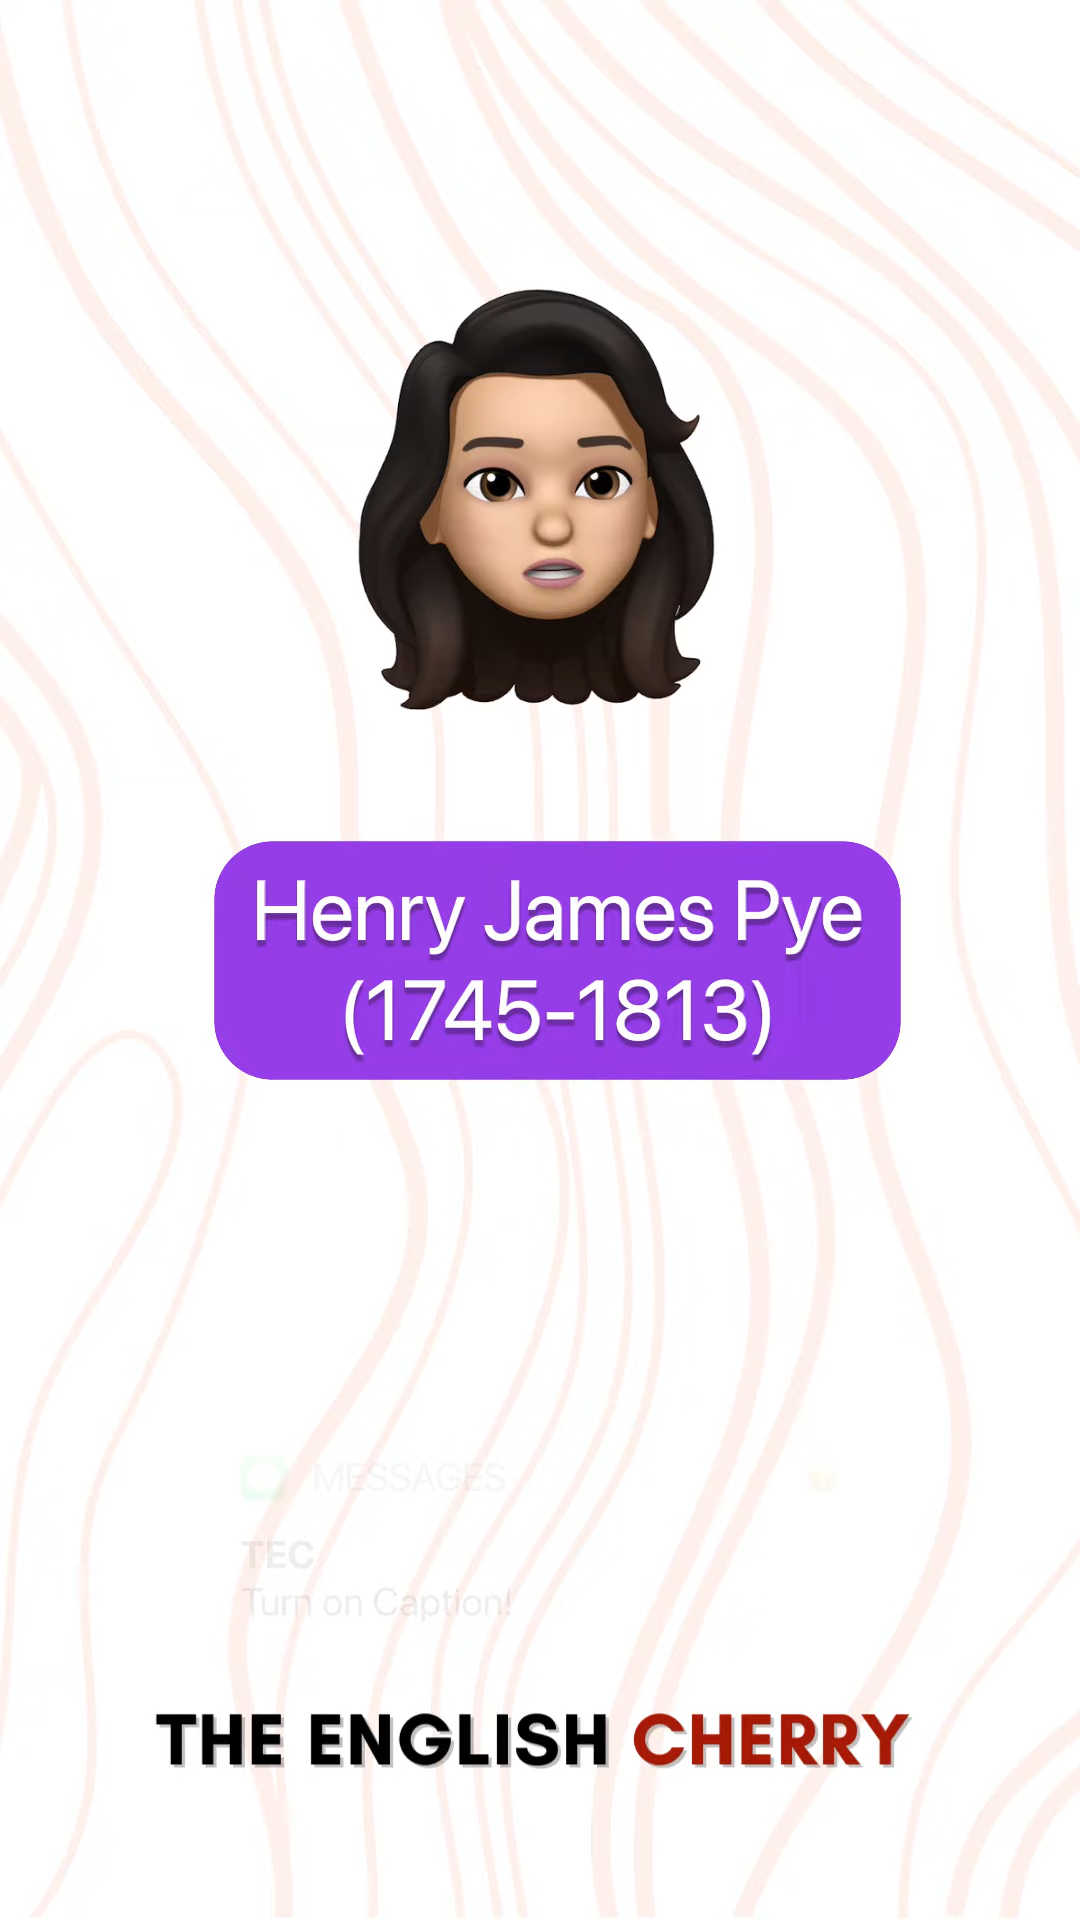 Henry James Pye
(1745-1813)
MESSAGES
TEC
Turn on Caption!
THE ENGLISH CHERRY